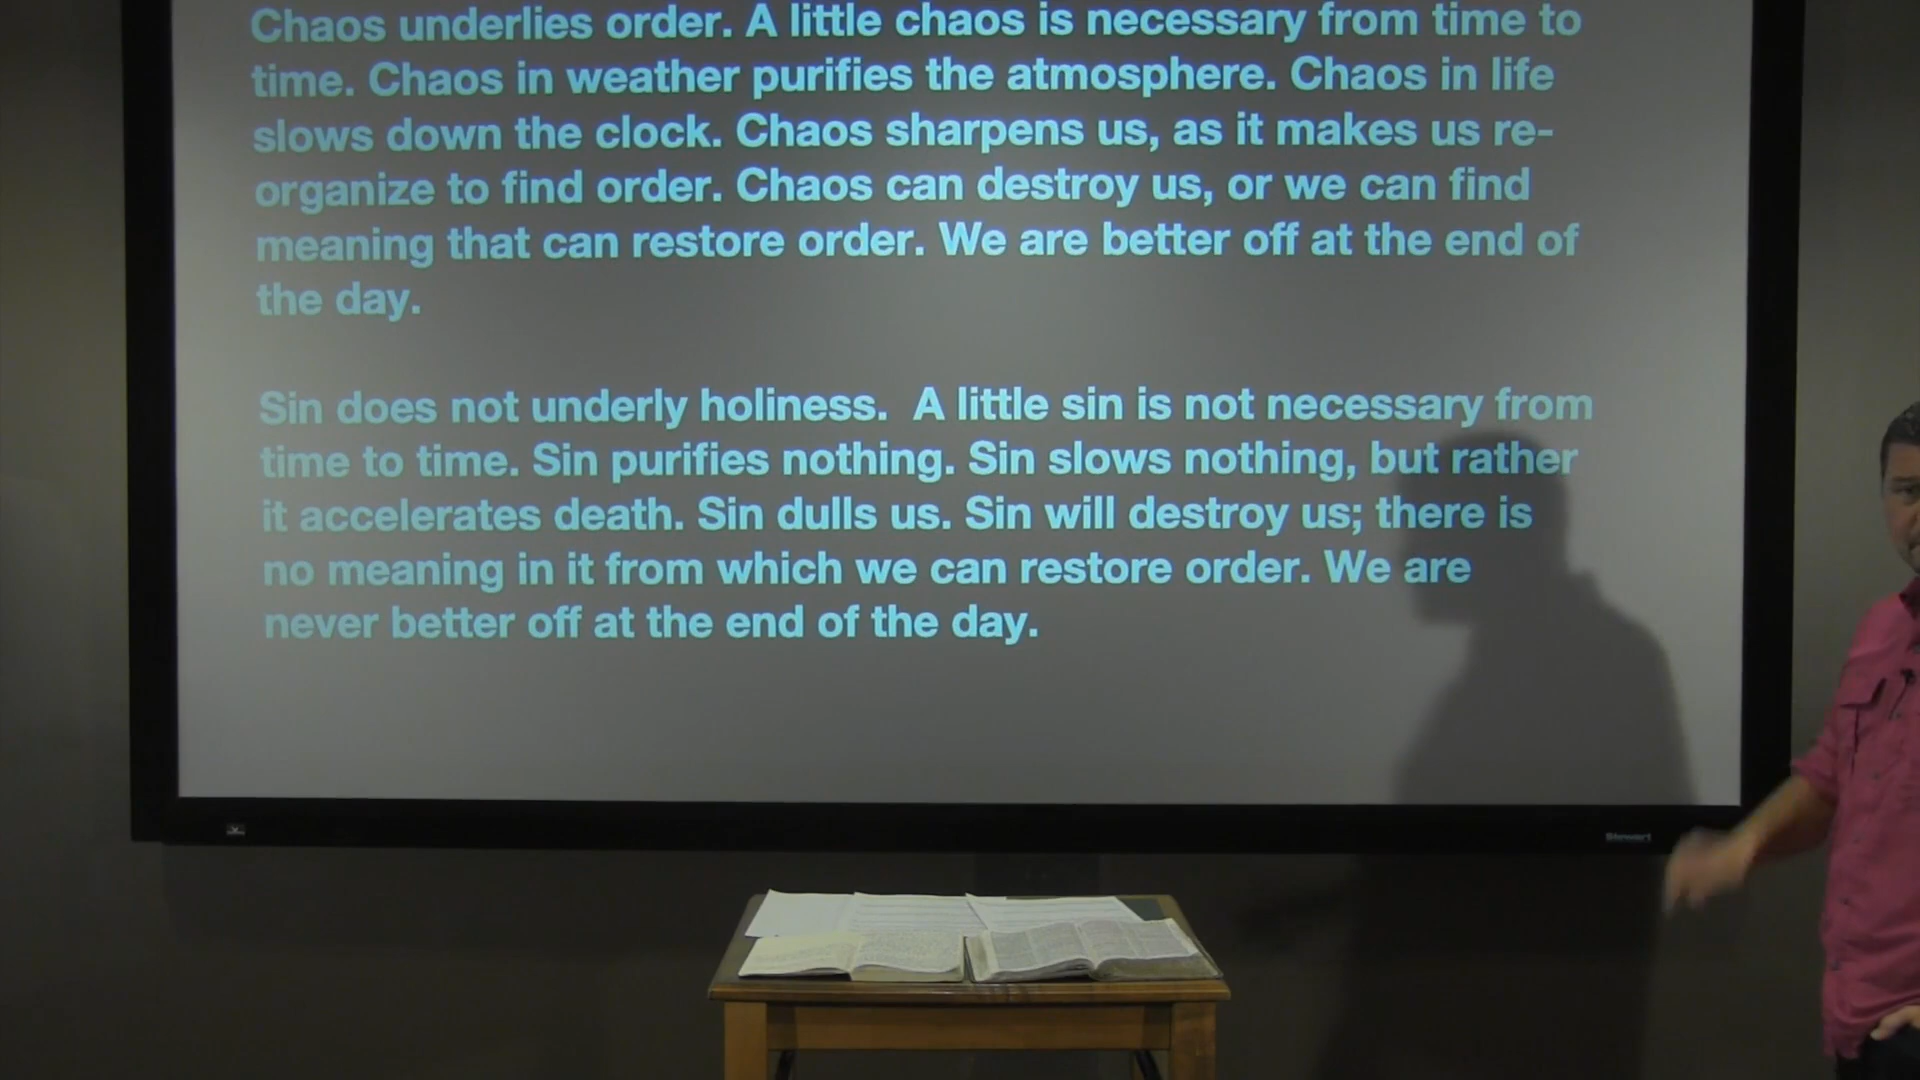 Chaos underlies order. A little chaos is necessary from time to
time. Chaos in weather purifies the atmosphere. Chaos in life
slows down the clock. Chaos sharpens us, as it makes us re-
organize to find order. Chaos can destroy us, or we can find
meaning that can restore order. We are better off at the end of
the day.
Sin does not underly holiness. A little sin is not necessary from
time to time. Sin purifies nothing. Sin slows nothing, but rather
it accelerates death. Sin dulls us. Sin will destroy us; there is
no meaning in it from which we can restore order. We are
never better off at the end of the day.
Stewart